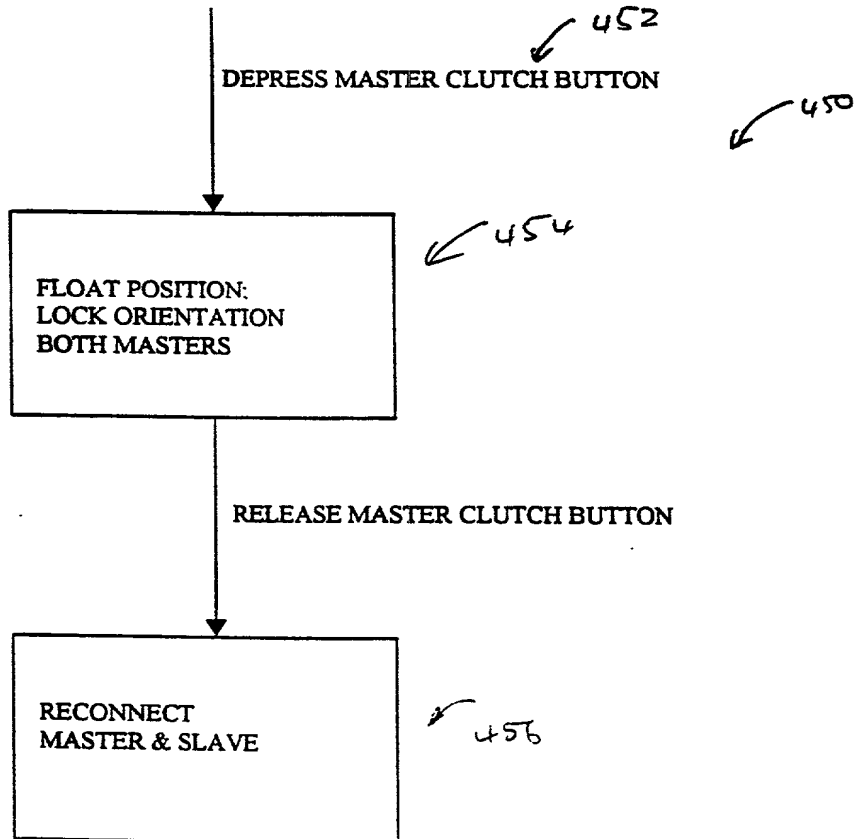 452
DEPRESS MASTER CLUTCH BUTTON
450
454
FLOAT POSITION:
LOCK ORIENTATION
BOTH MASTERS
RELEASE MASTER CLUTCH BUTTON
RECONNECT
MASTER & SLAVE
456